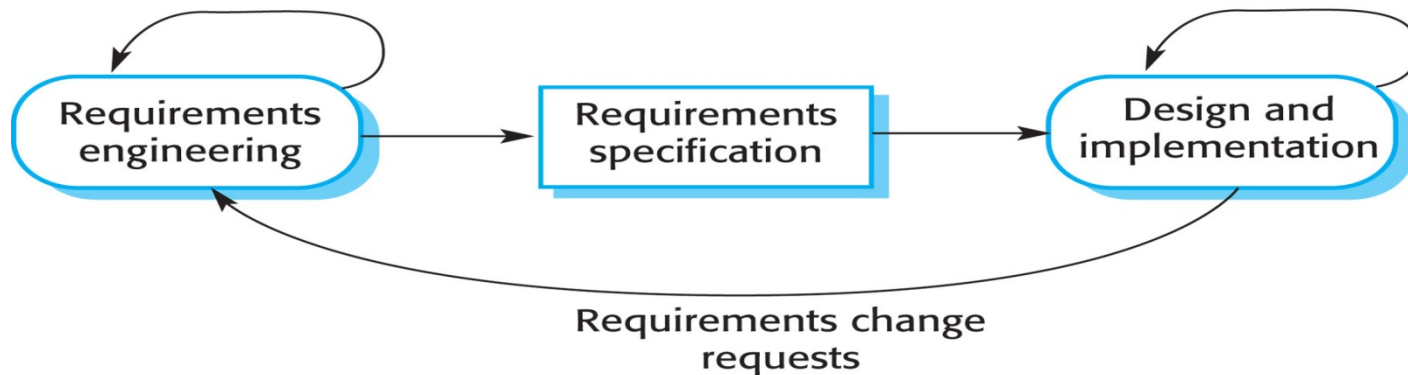 Requirements
engineering
Requirements
specification
Design and
implementation
Requirements change
requests